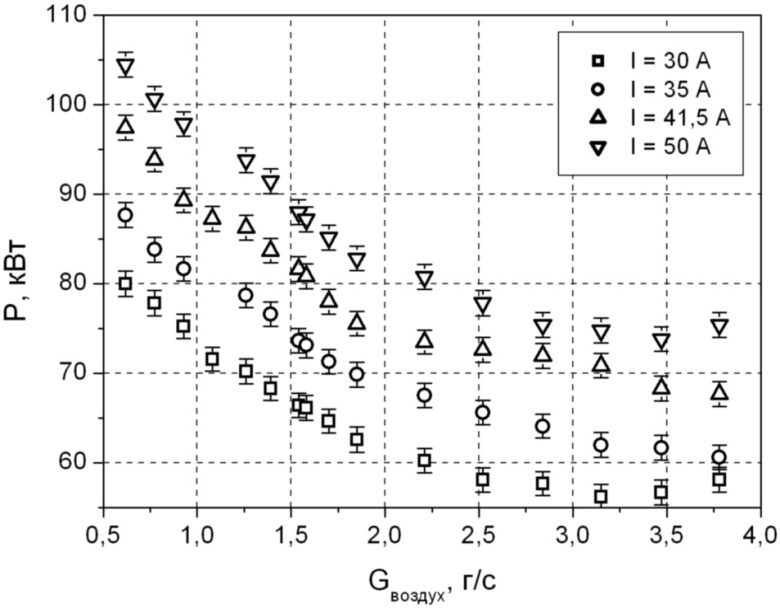 110
100
90
80
70
60
P, кВт
I = 30 A
I = 35 A
I = 41,5 A
I = 50 A
0,5 1,0 1,5 2,0 2,5 3,0 3,5 4,0
Gвоздух, г/с